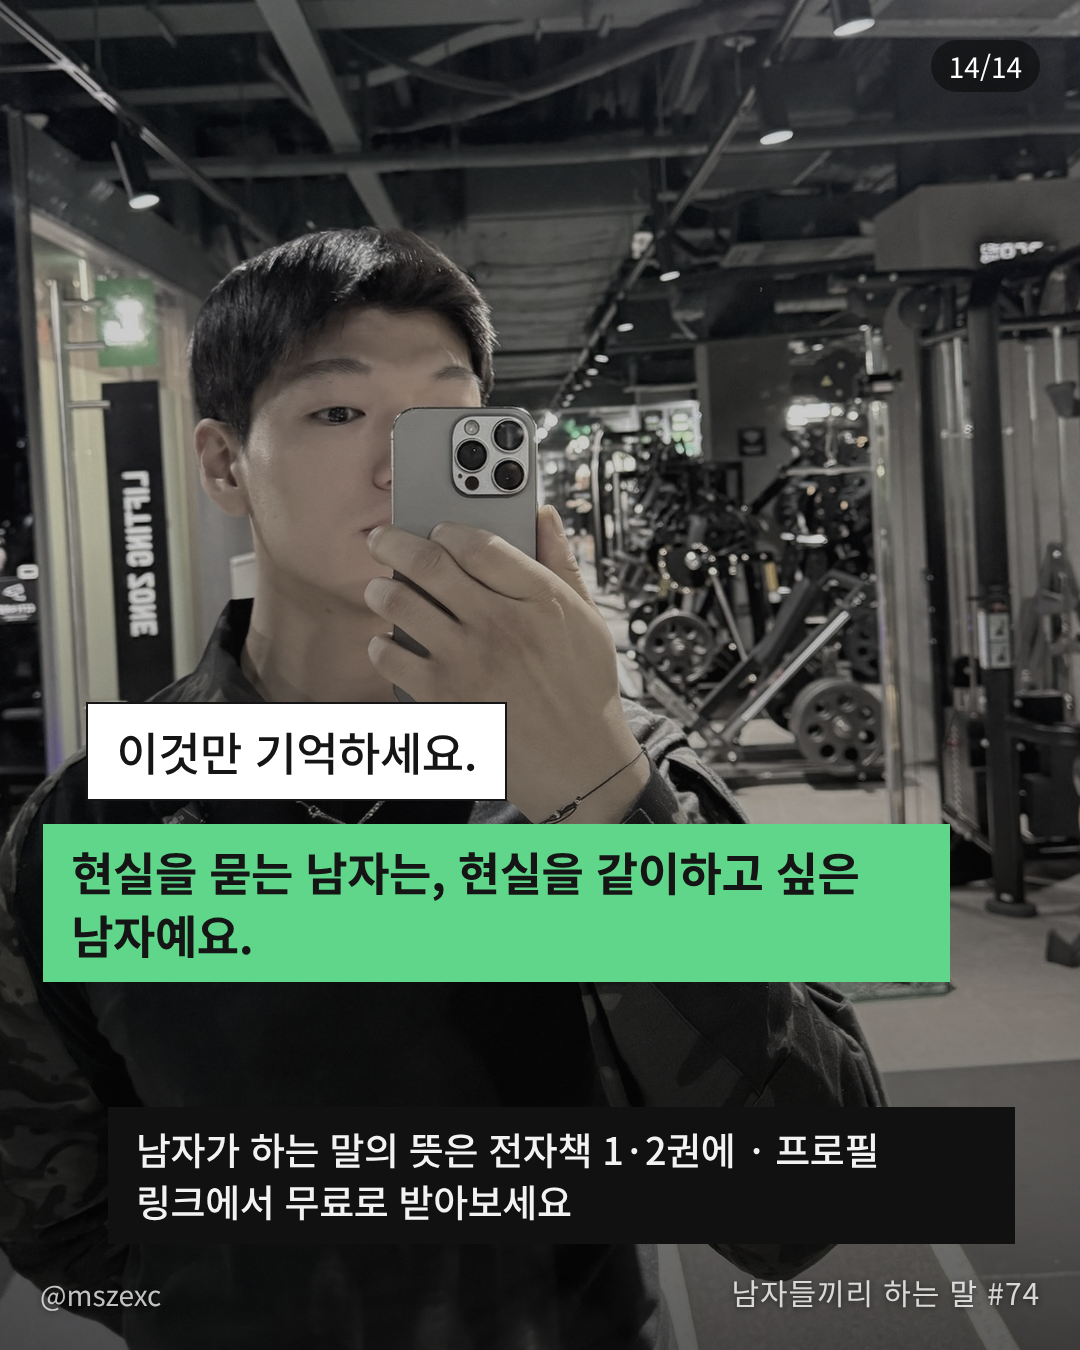 14/14
LIFTING ZONE
이것만 기억하세요.
현실을 묻는 남자는, 현실을 같이하고 싶은
남자예요.
남자가 하는 말의 뜻은 전자책 1·2권에 · 프로필
링크에서 무료로 받아보세요
@mszexc
남자들끼리 하는 말 #74